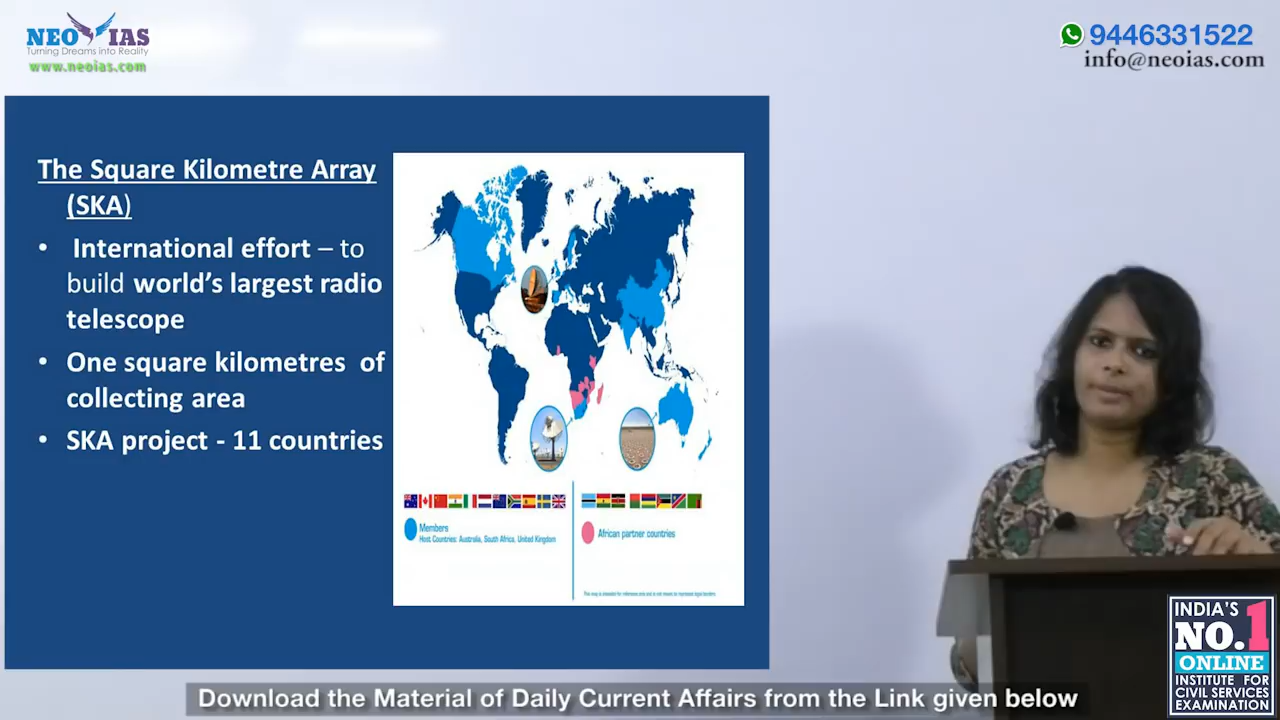 NEO IAS
Turning Dreams into Reality
www.neoias.com
9446331522
info@neoias.com
The Square Kilometre Array
(SKA)
• International effort – to
build world's largest radio
telescope
• One square kilometres of
collecting area
• SKA project - 11 countries
Members
Host Countries: Australia, South Africa, United Kingdom
African partner countries
INDIA'S
NO.1
ONLINE
INSTITUTE FOR
CIVIL SERVICES
EXAMINATION
Download the Material of Daily Current Affairs from the Link given below